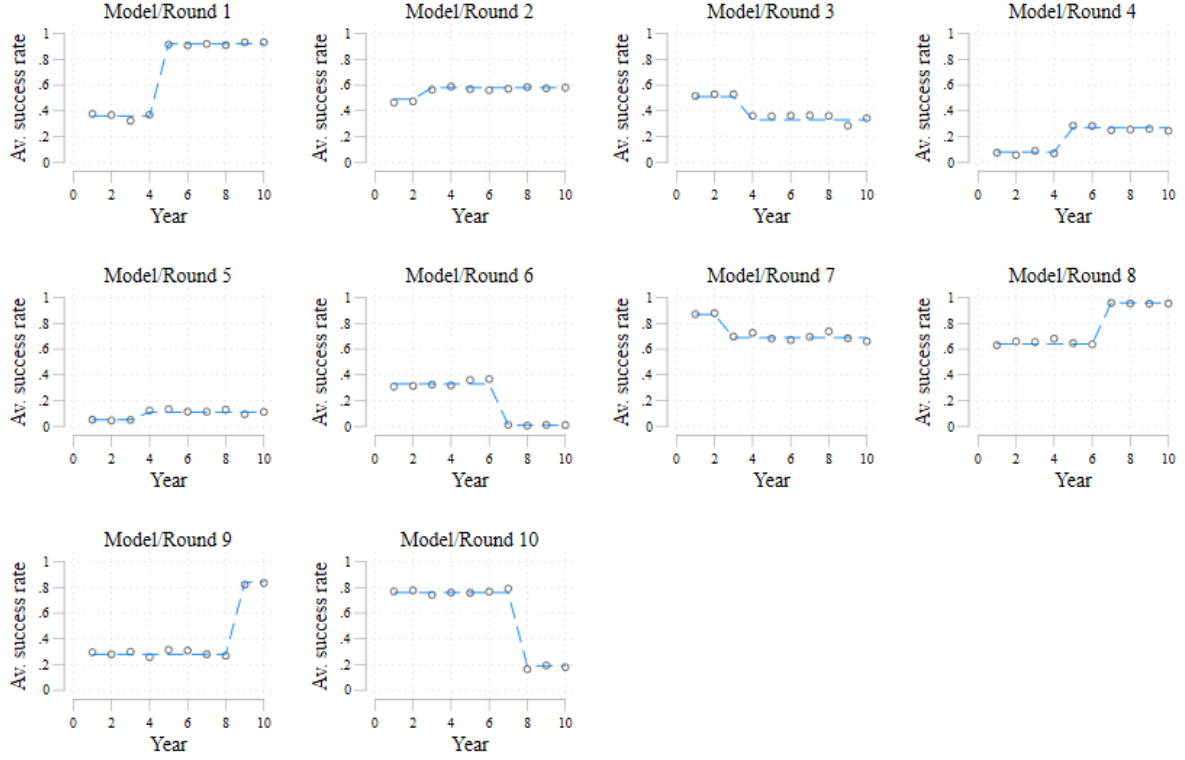 Model/Round 1
Av. success rate
1
.8
.6
.4
.2
0
0 2 4 6 8 10
Year
Model/Round 2
Av. success rate
1
.8
.6
.4
.2
0
0 2 4 6 8 10
Year
Model/Round 3
Av. success rate
1
.8
.6
.4
.2
0
0 2 4 6 8 10
Year
Model/Round 4
Av. success rate
1
.8
.6
.4
.2
0
0 2 4 6 8 10
Year
Model/Round 5
Av. success rate
1
.8
.6
.4
.2
0
0 2 4 6 8 10
Year
Model/Round 6
Av. success rate
1
.8
.6
.4
.2
0
0 2 4 6 8 10
Year
Model/Round 7
Av. success rate
1
.8
.6
.4
.2
0
0 2 4 6 8 10
Year
Model/Round 8
Av. success rate
1
.8
.6
.4
.2
0
0 2 4 6 8 10
Year
Model/Round 9
Av. success rate
1
.8
.6
.4
.2
0
0 2 4 6 8 10
Year
Model/Round 10
Av. success rate
1
.8
.6
.4
.2
0
0 2 4 6 8 10
Year